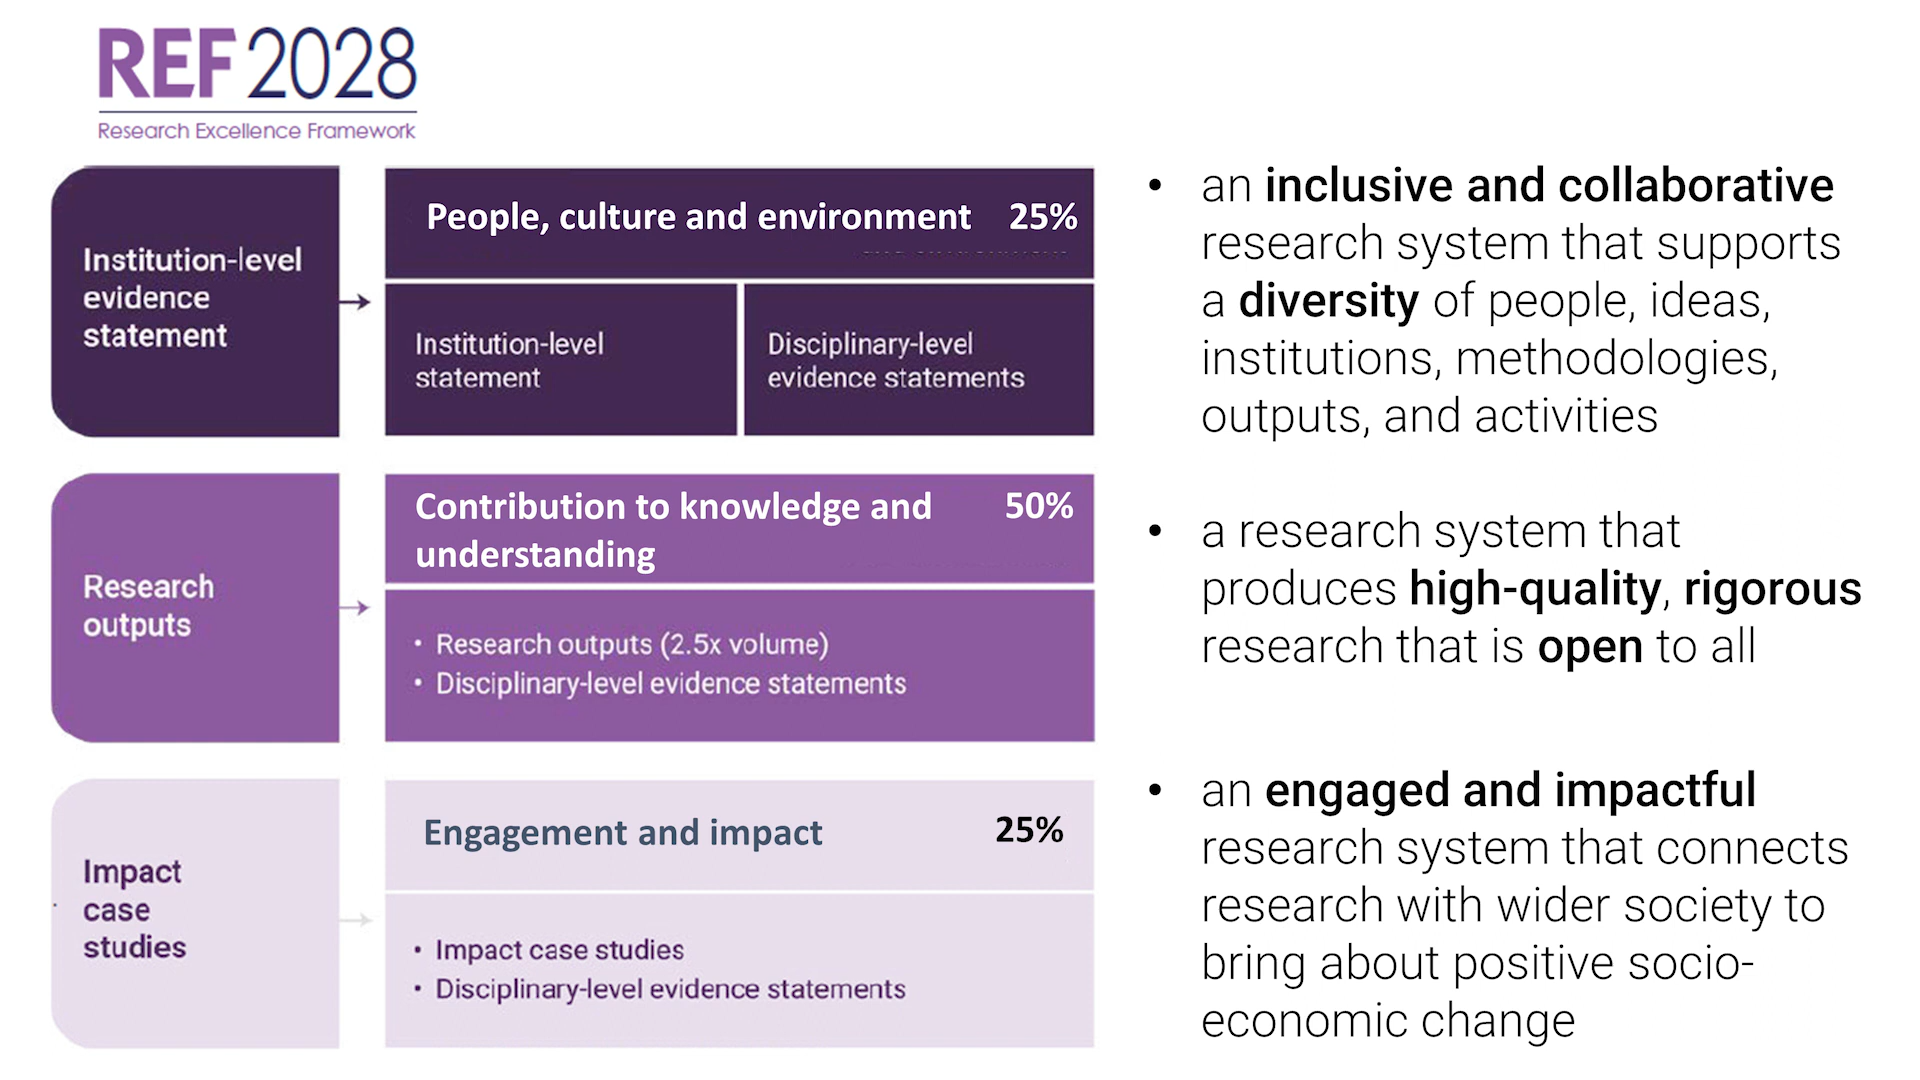 REF2028
Research Excellence Framework
Institution-level
evidence
statement
People, culture and environment 25%
Institution-level
statement
Disciplinary-level
evidence statements
Research
outputs
Contribution to knowledge and 50%
understanding
• Research outputs (2.5x volume)
• Disciplinary-level evidence statements
Impact
case
studies
Engagement and impact 25%
• Impact case studies
• Disciplinary-level evidence statements
• an inclusive and collaborative
research system that supports
a diversity of people, ideas,
institutions, methodologies,
outputs, and activities
• a research system that
produces high-quality, rigorous
research that is open to all
• an engaged and impactful
research system that connects
research with wider society to
bring about positive socio-
economic change